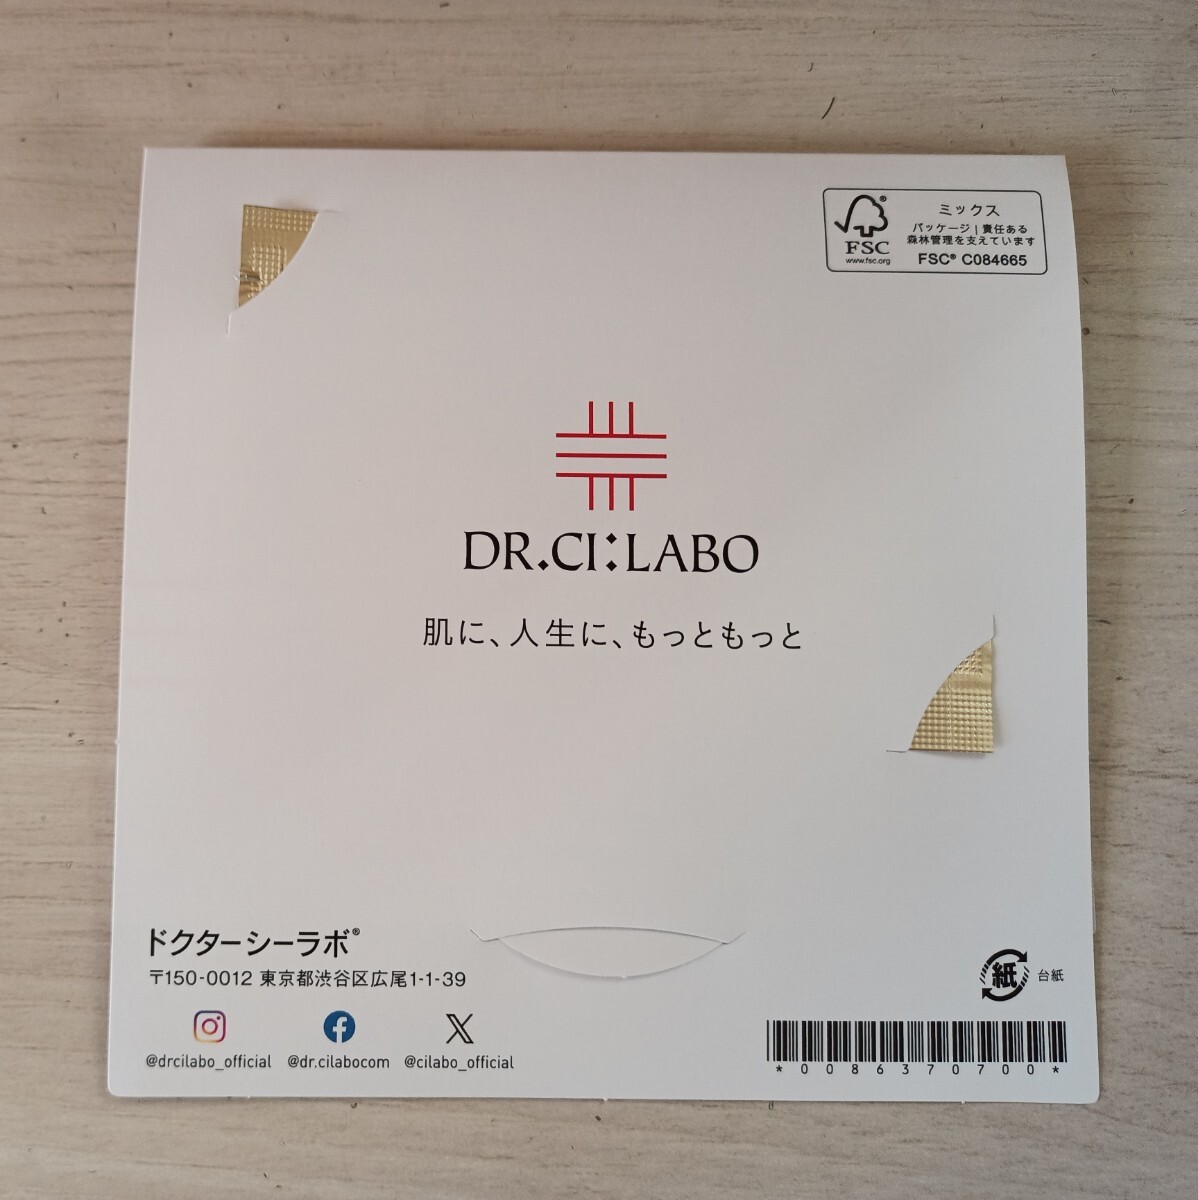 ミックス
パッケージ | 責任ある
森林管理を支えています
FSC® C084665
FSC
®
www.fsc.org
DR.CI:LABO
肌に、人生に、もっともっと
ドクターシーラボ®
〒150-0012 東京都渋谷区広尾1-1-39
@drcilabo_official @dr.cilabocom @cilabo_official
紙 台紙
*0086370700*